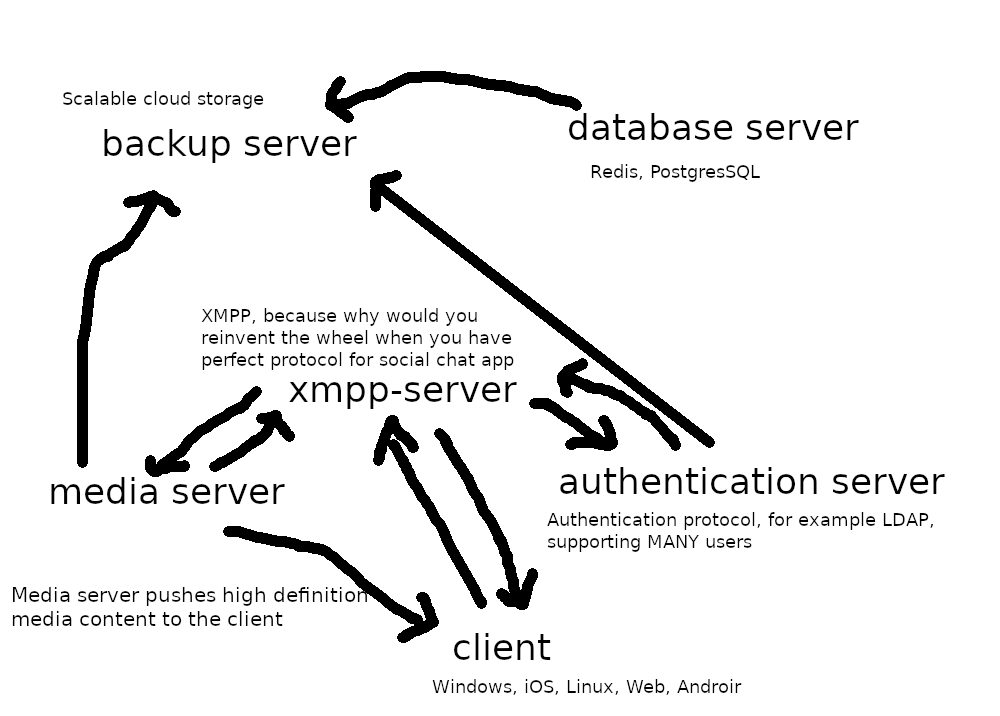 Scalable cloud storage
backup server
database server
Redis, PostgresSQL
XMPP, because why would you
reinvent the wheel when you have
perfect protocol for social chat app
xmpp-server
media server
authentication server
Authentication protocol, for example LDAP,
supporting MANY users
Media server pushes high definition
media content to the client
client
Windows, iOS, Linux, Web, Androir